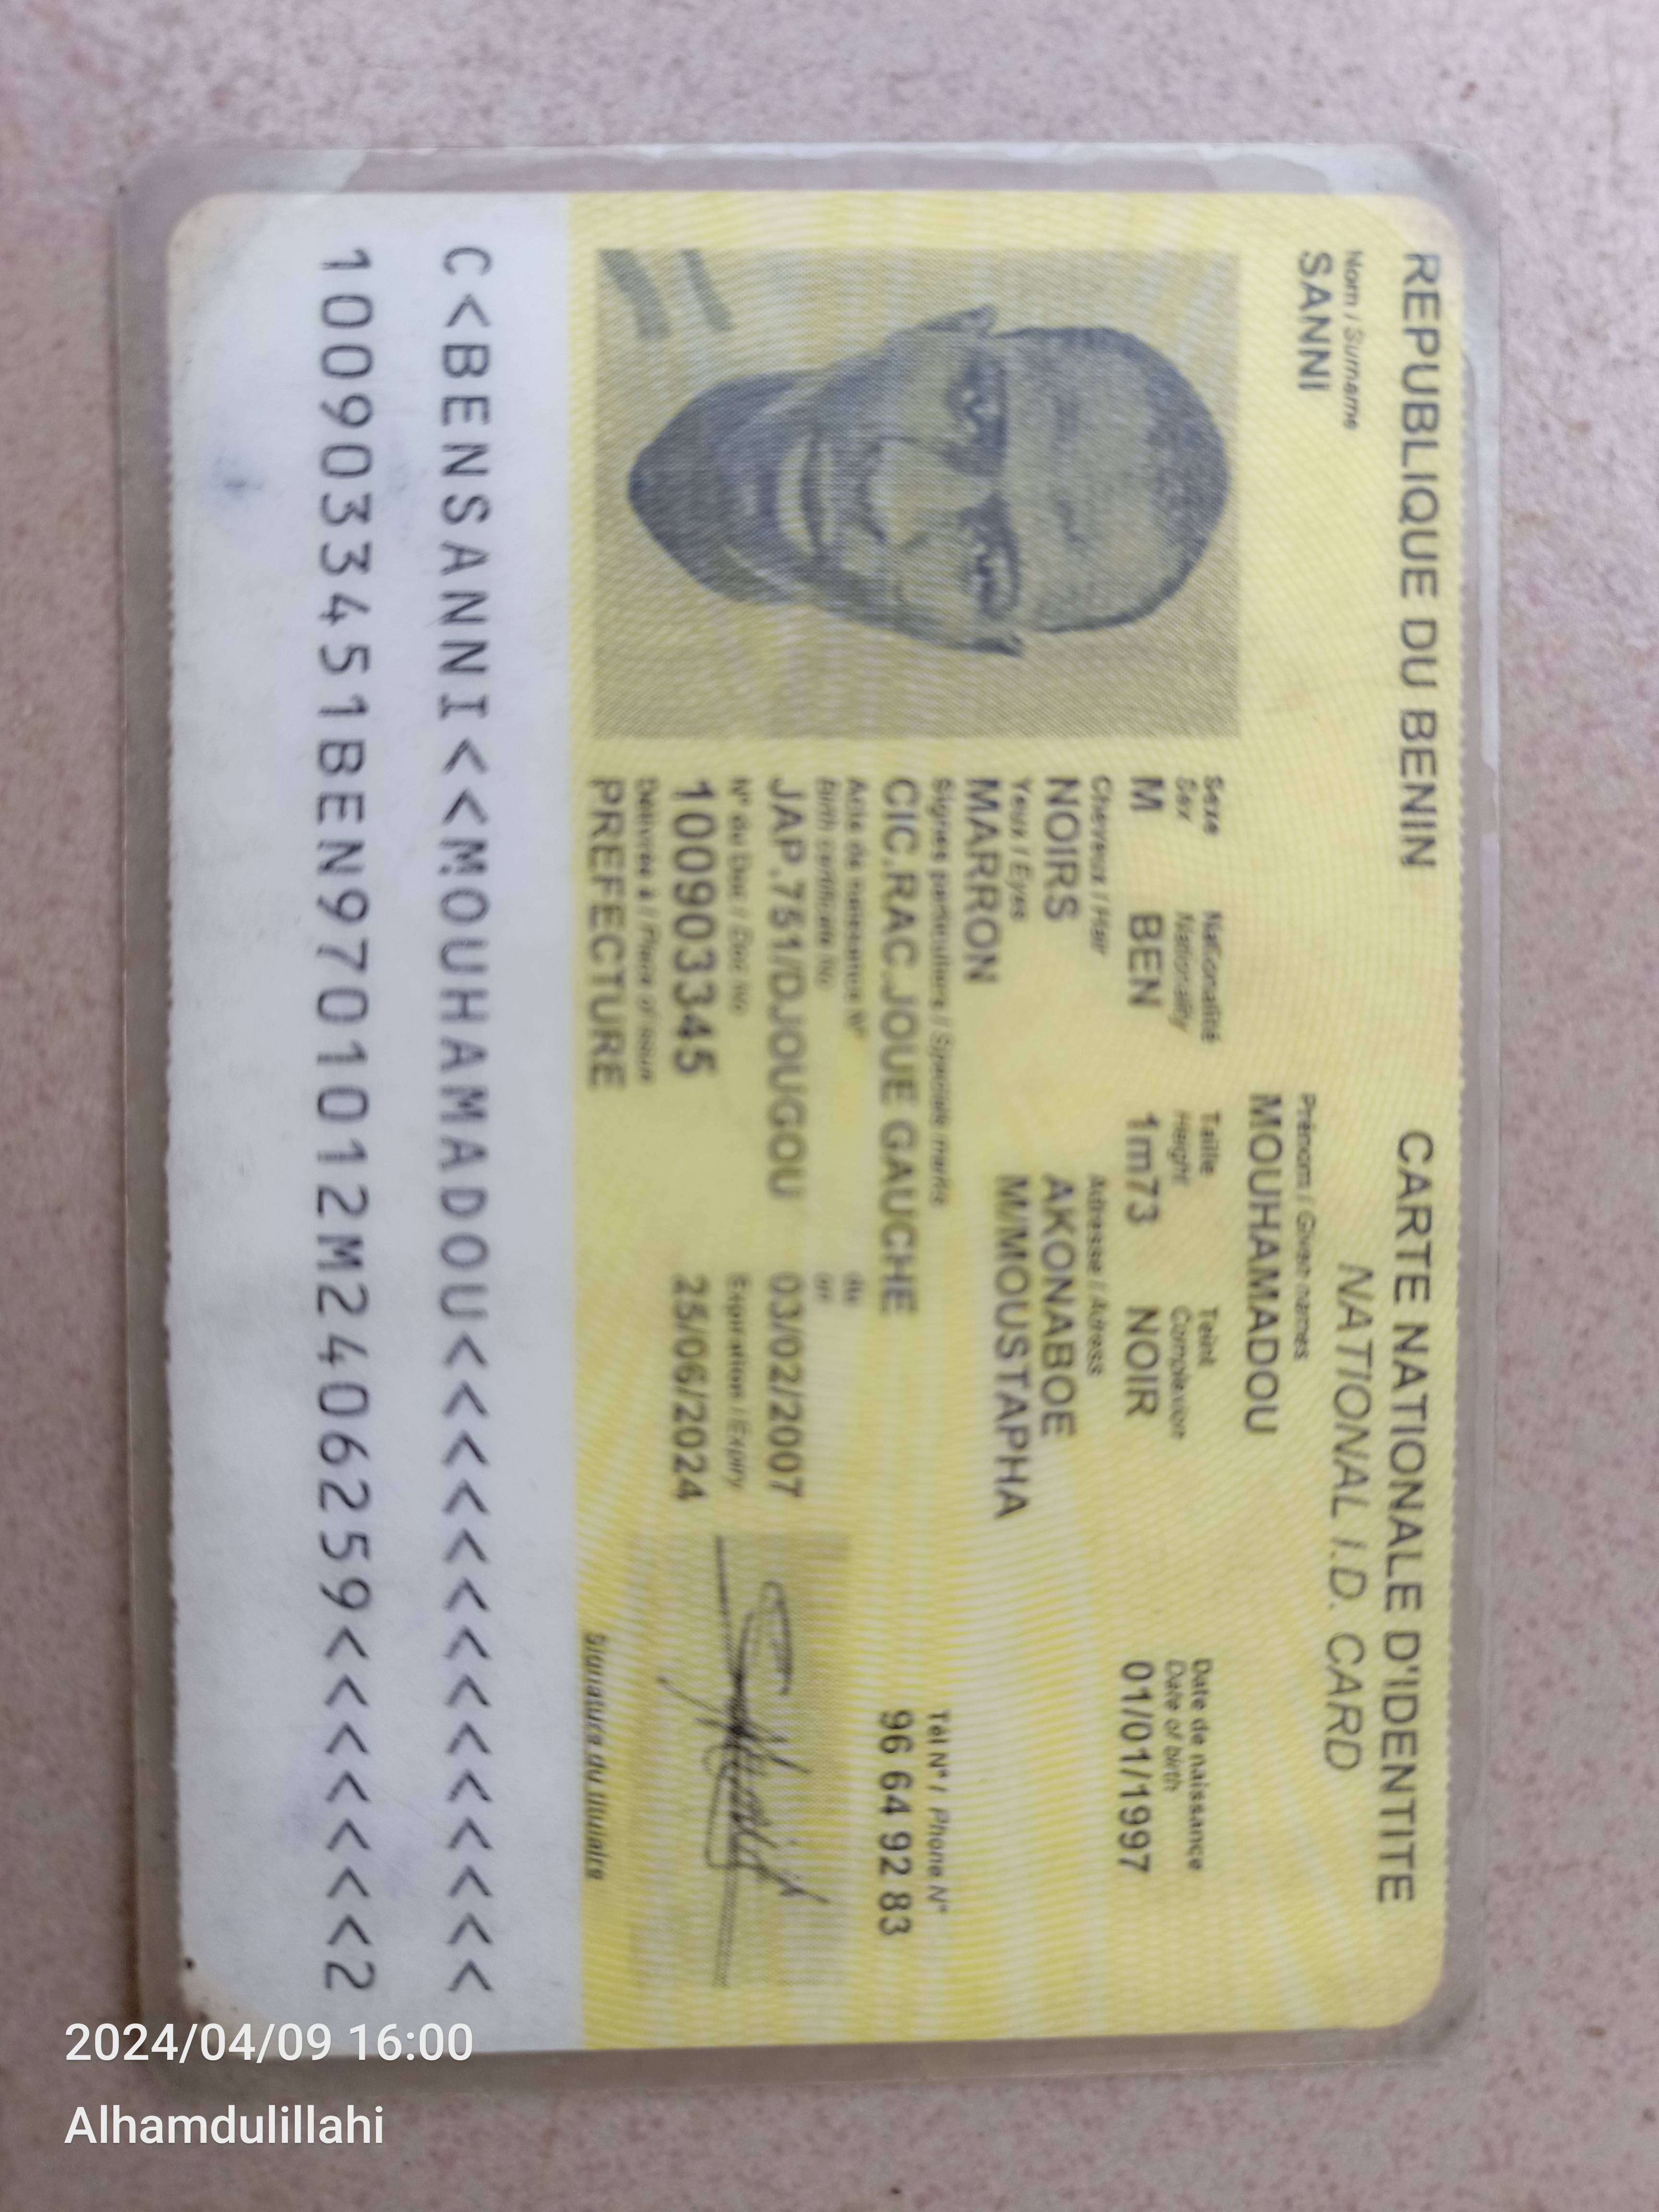 REPUBLIQUE DU BENIN
CARTE NATIONALE D'IDENTITE
NATIONAL I.D. CARD
Nom / Surname
SANNI
Prénoms / Given names
MOUHAMADOU
Sexe Nationalité Taille Teint Date de naissance
Sex Nationality Height Complexion Date of birth
M BEN 1m73 NOIR 01/01/1997
Cheveux / Hair Adresse / Adress
NOIRS AKONABOE
Yeux / Eyes M/MOUSTAPHA
MARRON
Signes particuliers / Speciale marks Tél N° / Phone N°
CIC.RAC.JOUE GAUCHE 96 64 92 83
Acte de naissance N° du
Birth certificate No or
JAP.751/DJOUGOU 03/02/2007
N° du Doc / Doc No Expiration / Expiry
100903345 25/06/2024
Délivrée à / Place of issue
PREFECTURE
Signature du titulaire
C<BENSANNI<<MOUHAMADOU<<<<<<<<<<
1009033451BEN9701012M2406259<<<<<<<2
2024/04/09 16:00
Alhamdulillahi